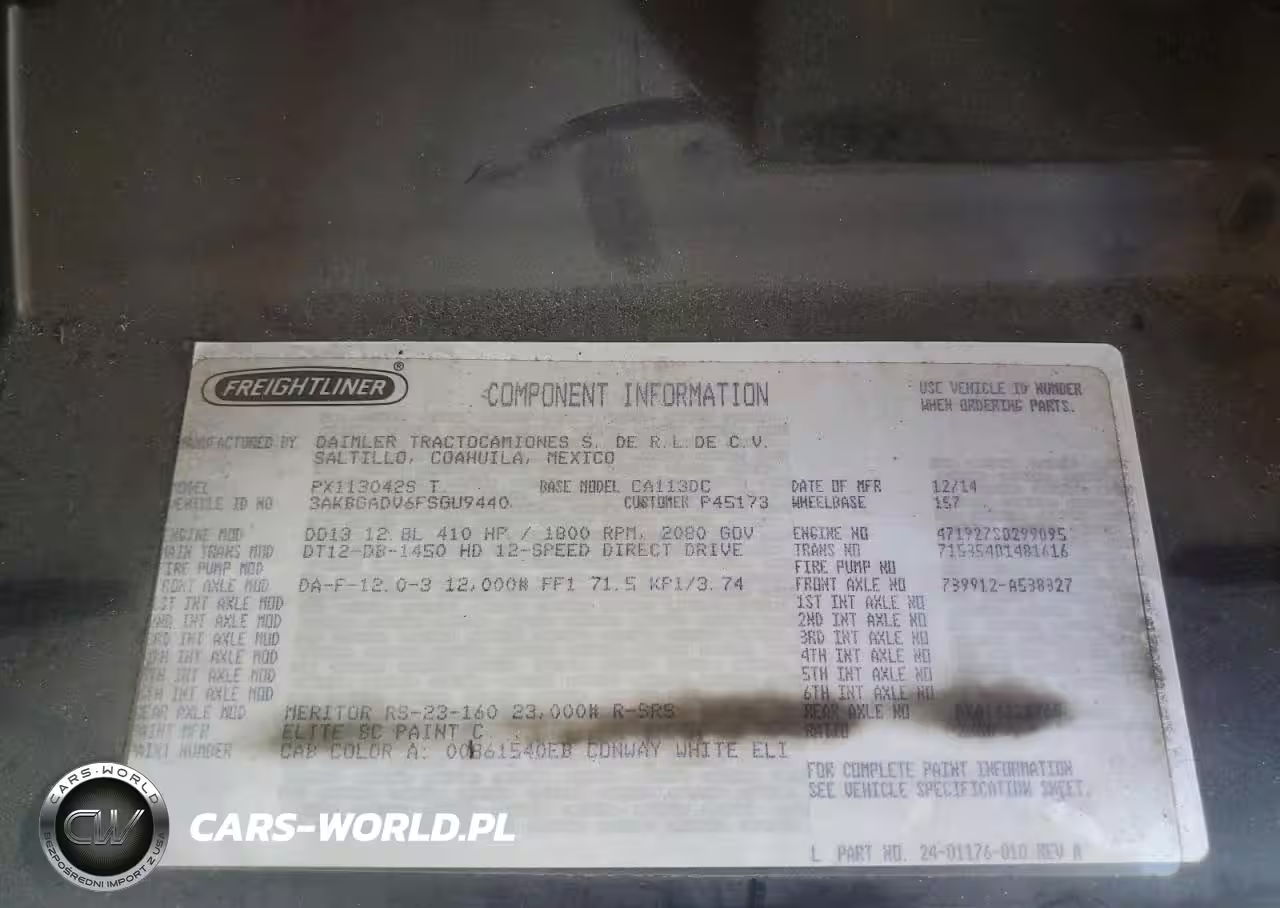 FREIGHTLINER®
COMPONENT INFORMATION
USE VEHICLE ID NUMBER
WHEN ORDERING PARTS.
MANUFACTURED BY DAIMLER TRACTOCAMIONES S. DE R.L.DE C.V.
SALTILLO, COAHUILA, MEXICO
MODEL PX113042S T BASE MODEL CA113DC DATE OF MFR 12/14
VEHICLE ID NO 3AKBGADV6FSGU9440 CUSTOMER P45173 WHEELBASE 157
ENGINE MOD DD13 12.8L 410 HP / 1800 RPM, 2080 GOV ENGINE NO 471927S0299095
MAIN TRANS MOD DT12-DB-1450 HD 12-SPEED DIRECT DRIVE TRANS NO 71535401481616
FIRE PUMP MOD FIRE PUMP NO
FRONT AXLE MOD DA-F-12.0-3 12,000# FF1 71.5 KPI/3.74 FRONT AXLE NO 739912-A538327
1ST INT AXLE MOD 1ST INT AXLE NO
2ND INT AXLE MOD 2ND INT AXLE NO
3RD INT AXLE MOD 3RD INT AXLE NO
4TH INT AXLE MOD 4TH INT AXLE NO
5TH INT AXLE MOD 5TH INT AXLE NO
6TH INT AXLE MOD 6TH INT AXLE NO
REAR AXLE MOD MERITOR RS-23-160 23,000# R-SRS REAR AXLE NO
PAINT MFR ELITE BC PAINT C RATIO
PAINT NUMBER CAB COLOR A: 00861540EB CONWAY WHITE ELI
FOR COMPLETE PAINT INFORMATION
SEE VEHICLE SPECIFICATION SHEET.
L PART NO. 24-01176-010 REV A
CARS-WORLD
CW
BEZPOŚREDNI IMPORT Z USA
CARS-WORLD.PL